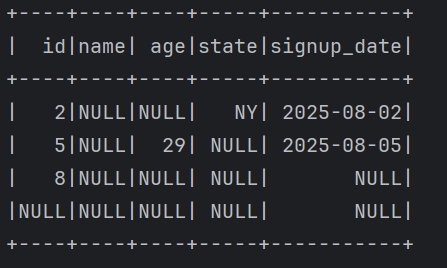 +----+----+----+-----+-----------+
|  id|name| age|state|signup_date|
+----+----+----+-----+-----------+
|   2|NULL|NULL|   NY| 2025-08-02|
|   5|NULL|  29| NULL| 2025-08-05|
|   8|NULL|NULL| NULL|       NULL|
|NULL|NULL|NULL| NULL|       NULL|
+----+----+----+-----+-----------+